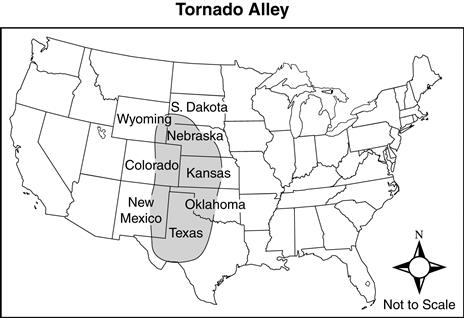 Tornado Alley
S. Dakota
Wyoming
Nebraska
Colorado
Kansas
New
Mexico
Oklahoma
Texas
N
Not to Scale